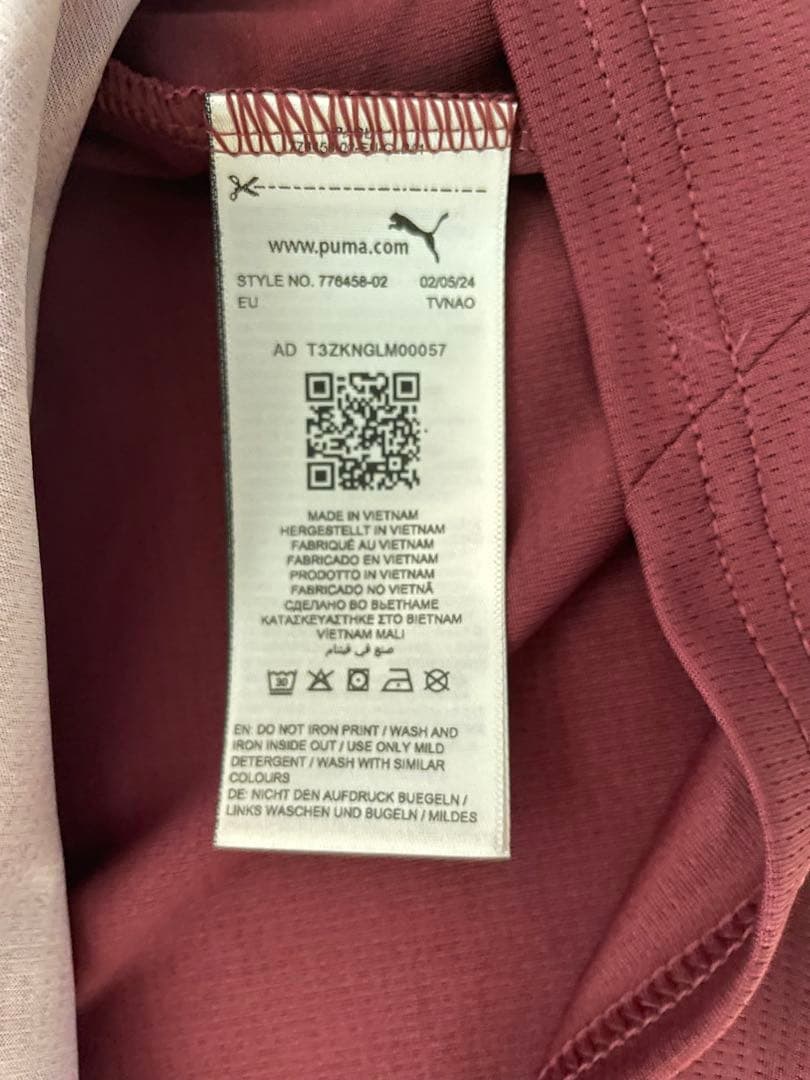 www.puma.com
STYLE NO. 776458-02 02/05/24
EU TVNAO
AD T3ZKNGLM00057
MADE IN VIETNAM
HERGESTELLT IN VIETNAM
FABRIQUÉ AU VIETNAM
FABRICADO EN VIETNAM
PRODOTTO IN VIETNAM
FABRICADO NO VIETNÃ
СДЕЛАНО ВО ВЬЕТНАМЕ
ΚΑΤΑΣΚΕΥΑΣΤΗΚΕ ΣΤΟ ΒΙΕΤΝΑΜ
VİETNAM MALI
صنع في فيتنام
30
EN: DO NOT IRON PRINT / WASH AND
IRON INSIDE OUT / USE ONLY MILD
DETERGENT / WASH WITH SIMILAR
COLOURS
DE: NICHT DEN AUFDRUCK BUEGELN /
LINKS WASCHEN UND BUGELN / MILDES